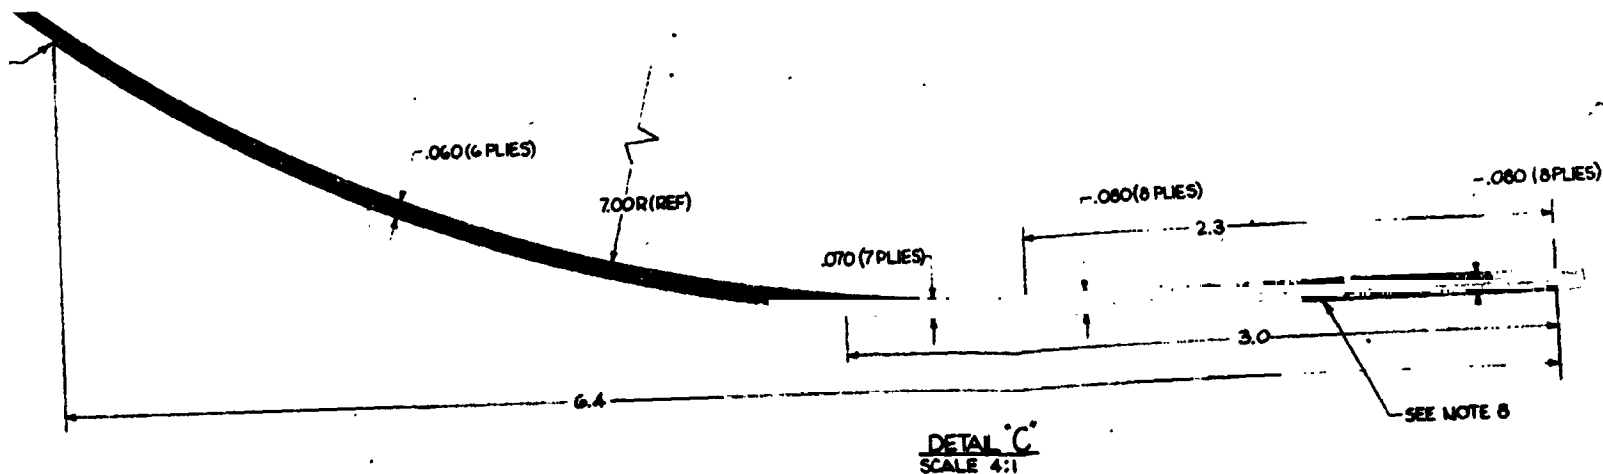 .060 (6 PLIES)
7.00R (REF)
.070 (7 PLIES)
.080 (8 PLIES)
.080 (8 PLIES)
2.3
3.0
6.4
SEE NOTE 8
DETAIL "C"
SCALE 4:1